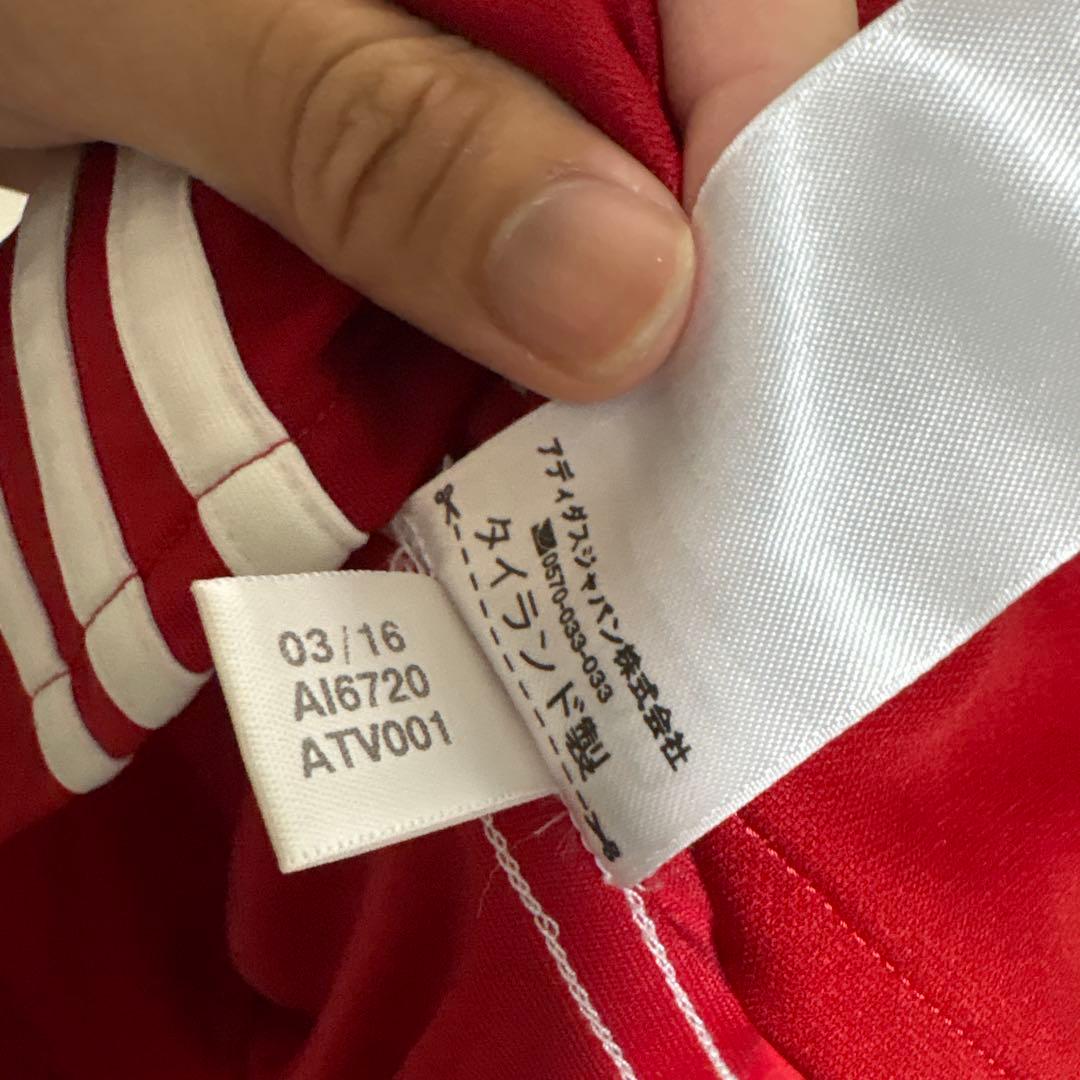 03/16
AI6720
ATV001
アディダスジャパン株式会社
0570-033-033
タイランド製